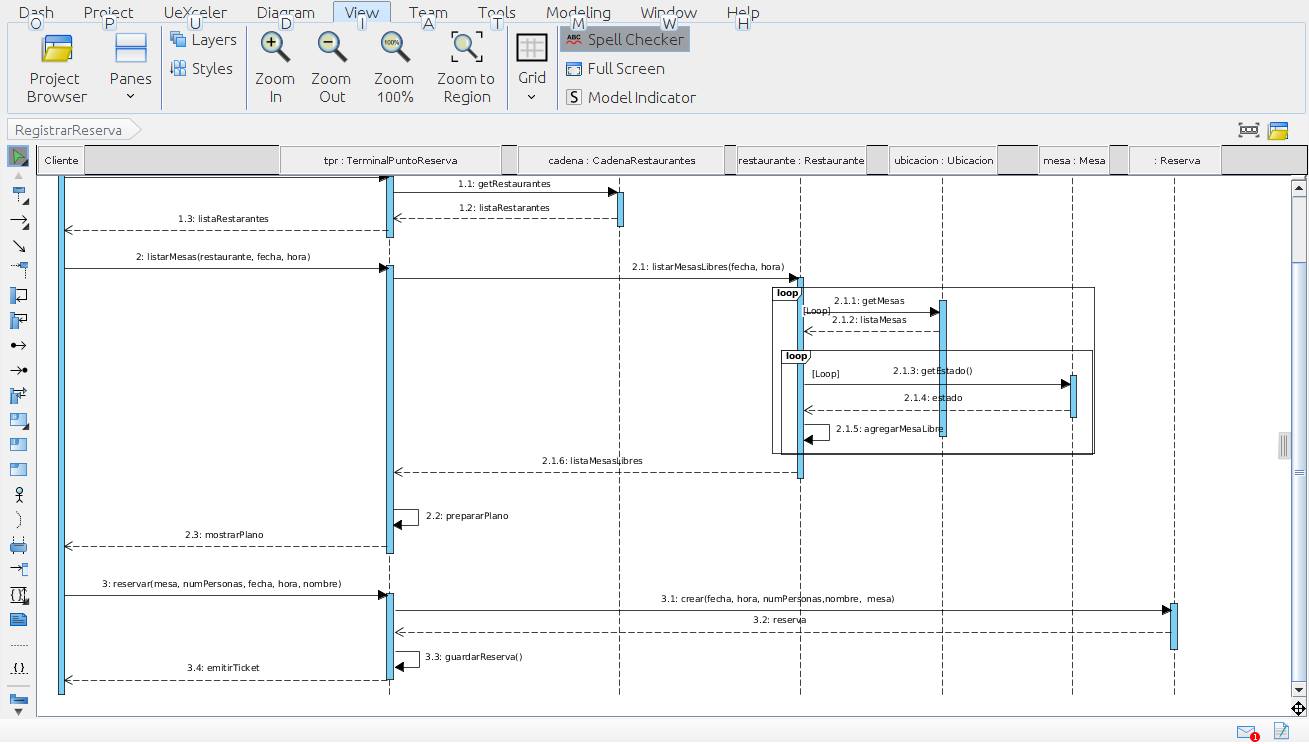 Dash Project UeXceler Diagram View Team Tools Modeling Window Help
O P U D I A T M W H
Project Browser
Panes
Layers
Styles
Zoom In
Zoom Out
100%
Zoom 100%
Zoom to Region
Grid
ABC Spell Checker
Full Screen
S Model Indicator
RegistrarReserva
Cliente tpr : TerminalPuntoReserva cadena : CadenaRestaurantes restaurante : Restaurante ubicacion : Ubicacion mesa : Mesa : Reserva
1.1: getRestaurantes
1.2: listaRestarantes
1.3: listaRestarantes
2: listarMesas(restaurante, fecha, hora)
2.1: listarMesasLibres(fecha, hora)
loop
2.1.1: getMesas
[Loop]
2.1.2: listaMesas
loop
[Loop]
2.1.3: getEstado()
2.1.4: estado
2.1.5: agregarMesaLibre
2.1.6: listaMesasLibres
2.2: prepararPlano
2.3: mostrarPlano
3: reservar(mesa, numPersonas, fecha, hora, nombre)
3.1: crear(fecha, hora, numPersonas,nombre, mesa)
3.2: reserva
3.3: guardarReserva()
3.4: emitirTicket
{}
{}
1